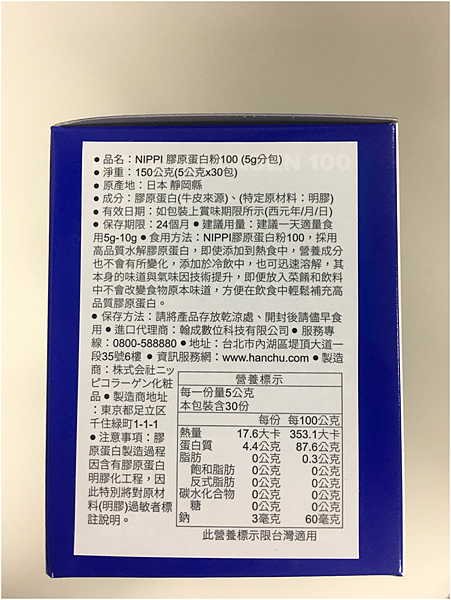 ● 品名：NIPPI 膠原蛋白粉100 (5g分包)
● 淨重：150公克(5公克x30包)
● 原產地：日本 靜岡縣
● 成分：膠原蛋白(牛皮來源)、(特定原材料：明膠)
● 有效日期：如包裝上賞味期限所示(西元年/月/日)
● 保存期限：24個月 ● 建議用量：建議一天適量食
用5g-10g ● 食用方法：NIPPI膠原蛋白粉100，採用
高品質水解膠原蛋白，即使添加到熱食中，營養成分
也不會有所變化，添加於冷飲中，也可迅速溶解，其
本身的味道與氣味因技術提升，即便放入菜餚和飲料
中不會改變食物原本味道，方便在飲食中輕鬆補充高
品質膠原蛋白。
● 保存方法：請將產品存放乾涼處、開封後請儘早食
用 ● 進口代理商：翰成數位科技有限公司 ● 服務專
線：0800-588880 ● 地址：台北市內湖區堤頂大道一
段35號6樓 ● 資訊服務網：www.hanchu.com ● 製造
商：株式会社ニッ
ピコラーゲン化粧
品 ● 製造商地址
：東京都足立区
千住緑町1-1-1
● 注意事項：膠
原蛋白製造過程
因含有膠原蛋白
明膠化工程，因
此特別將對原材
料(明膠)過敏者標
註說明。
營養標示
每一份量5公克
本包裝含30份
每份 每100公克
熱量 17.6大卡 353.1大卡
蛋白質 4.4公克 87.6公克
脂肪 0公克 0.3公克
飽和脂肪 0公克 0公克
反式脂肪 0公克 0公克
碳水化合物 0公克 0公克
糖 0公克 0公克
鈉 3毫克 60毫克
此營養標示限台灣適用